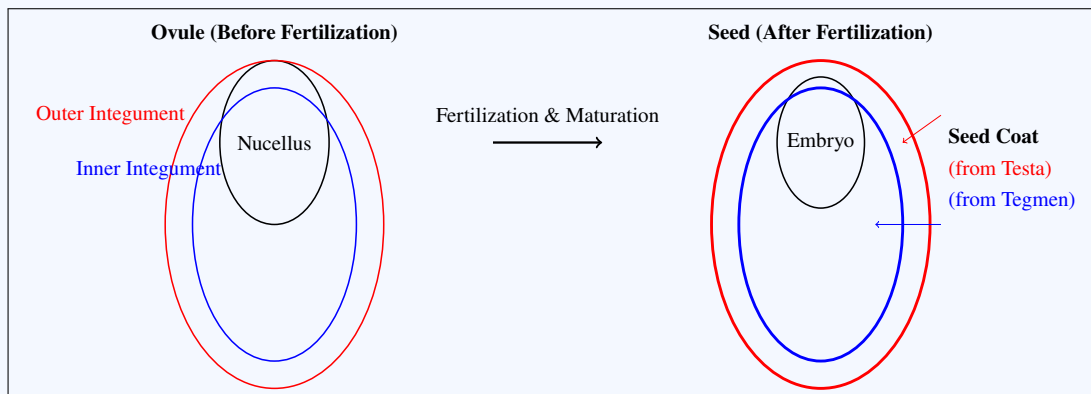 Ovule (Before Fertilization)
Outer Integument
Nucellus
Inner Integument
Fertilization & Maturation
Seed (After Fertilization)
Embryo
Seed Coat
(from Testa)
(from Tegmen)